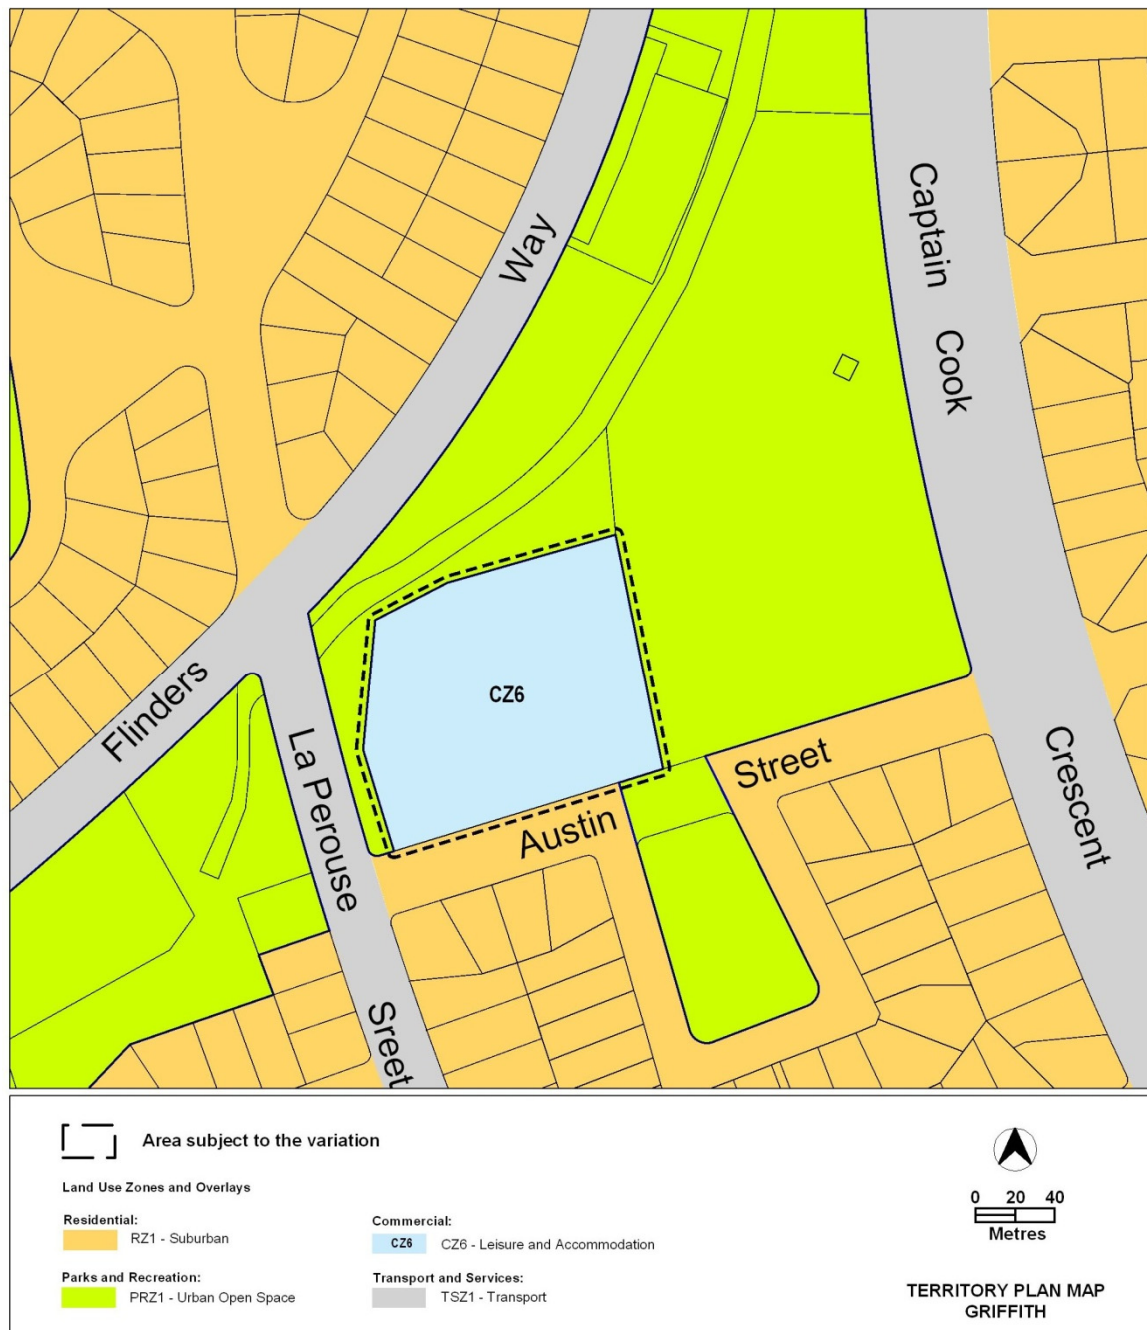 Way
Captain
Cook
CZ6
Flinders
La Perouse
Street
Austin
Crescent
Sreet
Area subject to the variation
Land Use Zones and Overlays
Residential:
RZ1 - Suburban
Parks and Recreation:
PRZ1 - Urban Open Space
Commercial:
CZ6 CZ6 - Leisure and Accommodation
Transport and Services:
TSZ1 - Transport
0 20 40
Metres
TERRITORY PLAN MAP
GRIFFITH